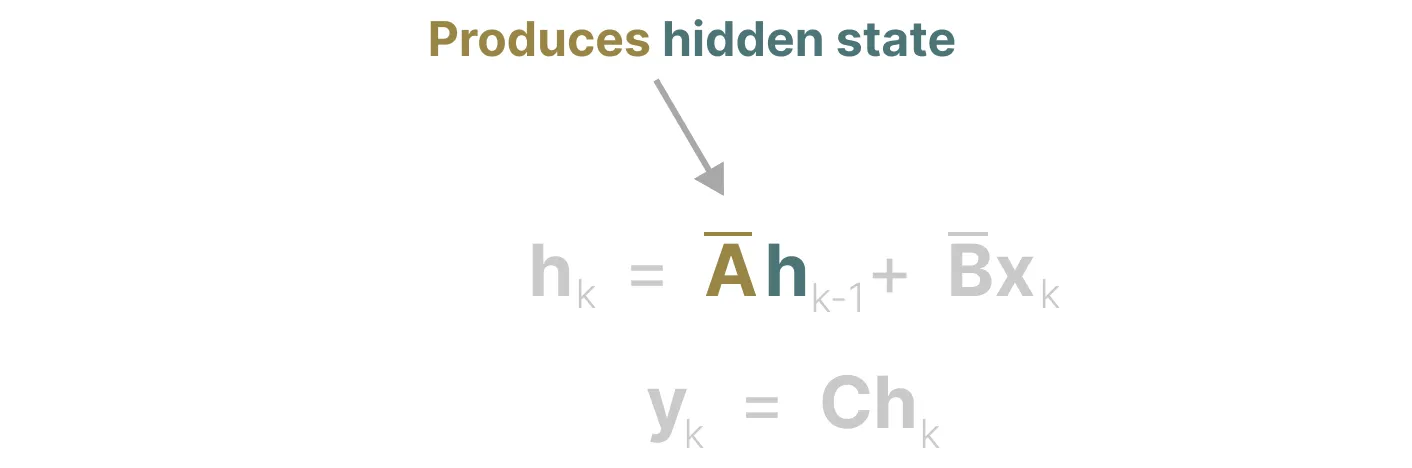 Produces hidden state
hₖ = A̅hₖ₋₁ + B̅xₖ
yₖ = Chₖ